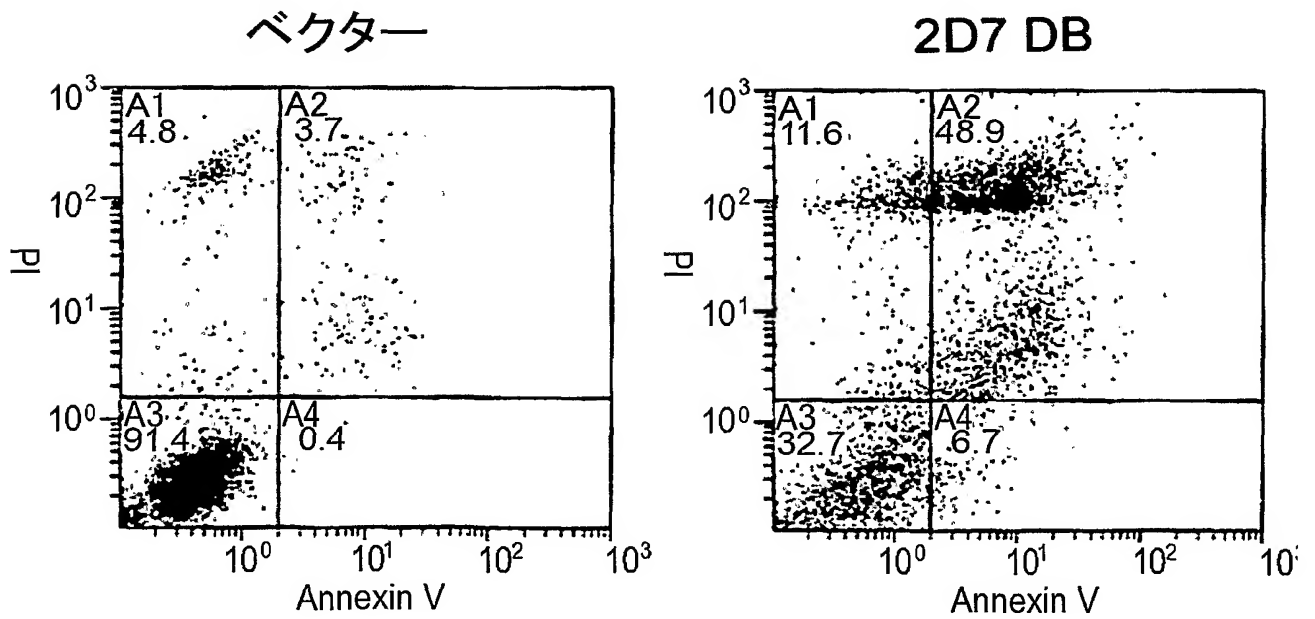 ベクター
10³
A1
4.8
A2
3.7
10²
PI
10¹
10⁰
A3
91.4
A4
0.4
10⁰ 10¹ 10² 10³
Annexin V
2D7 DB
10³
A1
11.6
A2
48.9
10²
PI
10¹
10⁰
A3
32.7
A4
6.7
10⁰ 10¹ 10² 10³
Annexin V